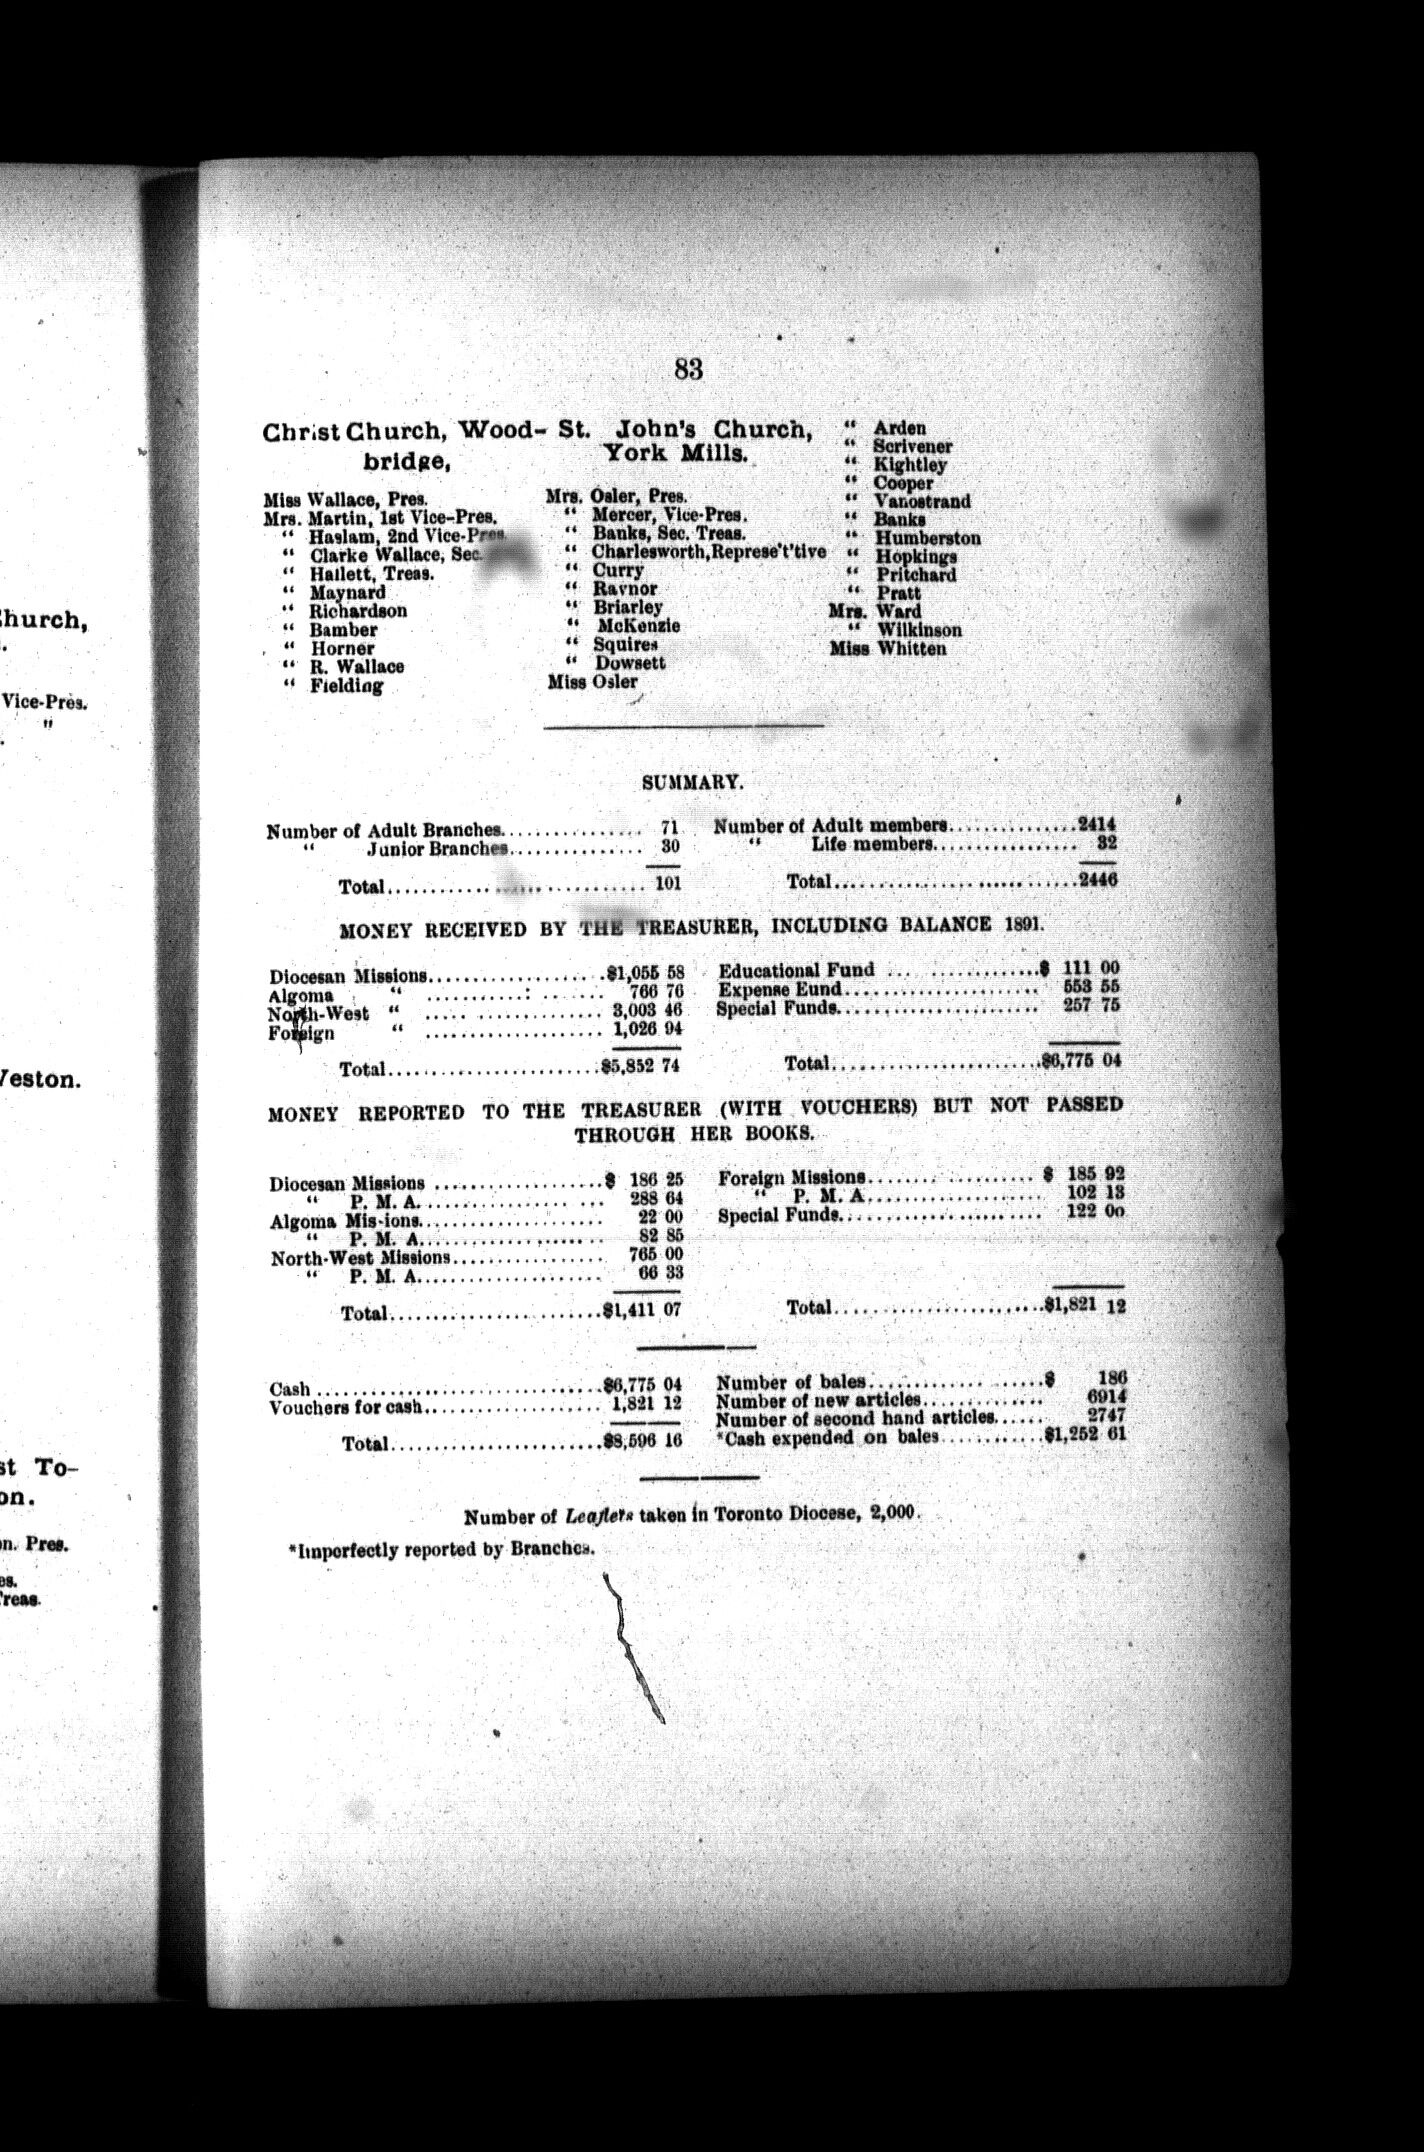 church,
Vice-Pres.
"
Weston.
st To-
on.
on. Pres.
es.
Treas.
83
Christ Church, Wood-
bridge,
Miss Wallace, Pres.
Mrs. Martin, 1st Vice-Pres.
" Haslam, 2nd Vice-Pres.
" Clarke Wallace, Sec.
" Hallett, Treas.
" Maynard
" Richardson
" Bamber
" Horner
" R. Wallace
" Fielding
St. John's Church,
York Mills.
Mrs. Osler, Pres.
" Mercer, Vice-Pres.
" Banks, Sec. Treas.
" Charlesworth, Represe't'tive
" Curry
" Raynor
" Briarley
" McKenzie
" Squires
" Dowsett
Miss Osler
" Arden
" Scrivener
" Kightley
" Cooper
" Vanostrand
" Banks
" Humberston
" Hopkings
" Pritchard
" Pratt
Mrs. Ward
" Wilkinson
Miss Whitten
SUMMARY.
Number of Adult Branches................ 71
" Junior Branches............... 30
Total............................. 101
Number of Adult members...............2414
" Life members................. 32
Total............................2446
MONEY RECEIVED BY THE TREASURER, INCLUDING BALANCE 1891.
Diocesan Missions....................$1,055 58
Algoma " .................... 766 76
North-West " .................... 3,003 46
Foreign " .................... 1,026 94
Total........................$5,852 74
Educational Fund ................$ 111 00
Expense Eund...................... 553 55
Special Funds....................... 257 75
Total........................$6,775 04
MONEY REPORTED TO THE TREASURER (WITH VOUCHERS) BUT NOT PASSED
THROUGH HER BOOKS.
Diocesan Missions ...................$ 186 25
" P. M. A..................... 288 64
Algoma Missions..................... 22 00
" P. M. A..................... 82 85
North-West Missions................. 765 00
" P. M. A..................... 66 33
Total........................$1,411 07
Foreign Missions................... $ 185 92
" P. M. A.................... 102 13
Special Funds....................... 122 00
Total........................$1,821 12
Cash ................................$6,775 04
Vouchers for cash.................... 1,821 12
Total........................$8,596 16
Number of bales....................$ 186
Number of new articles.............. 6914
Number of second hand articles...... 2747
*Cash expended on bales............$1,252 61
Number of Leaflets taken in Toronto Diocese, 2,000.
*Imperfectly reported by Branches.